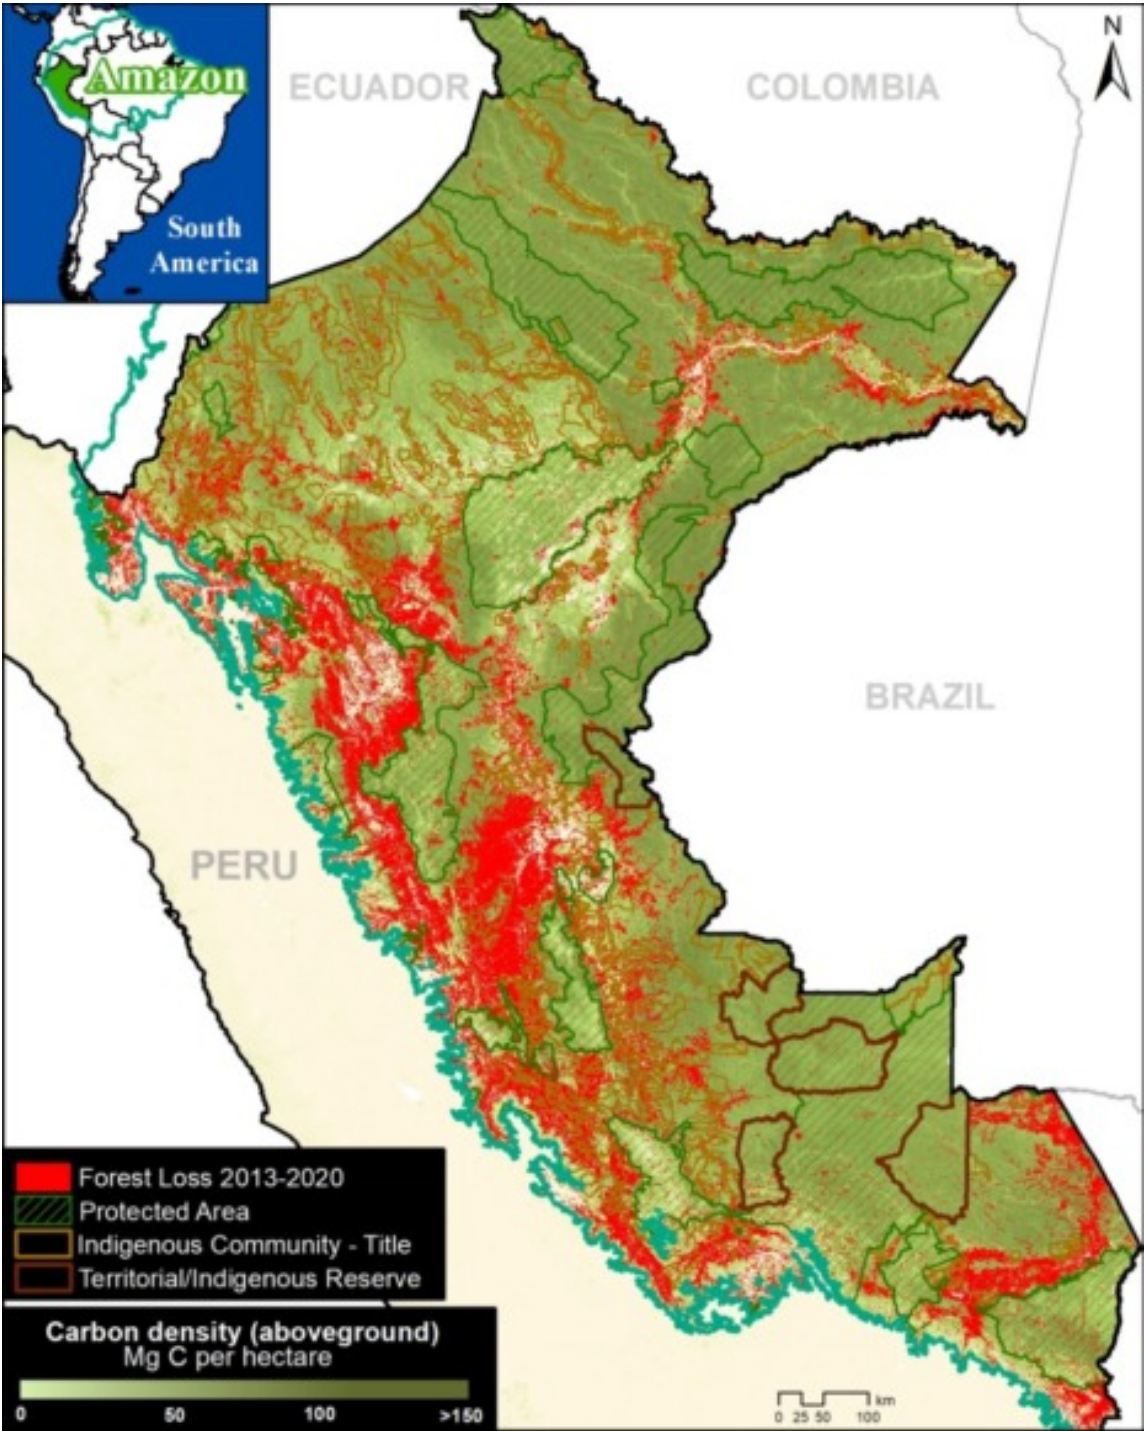 N
ECUADOR
COLOMBIA
Amazon
South
America
BRAZIL
PERU
Forest Loss 2013-2020
Protected Area
Indigenous Community - Title
Territorial/Indigenous Reserve
Carbon density (aboveground)
Mg C per hectare
0 50 100 >150
km
0 25 50 100